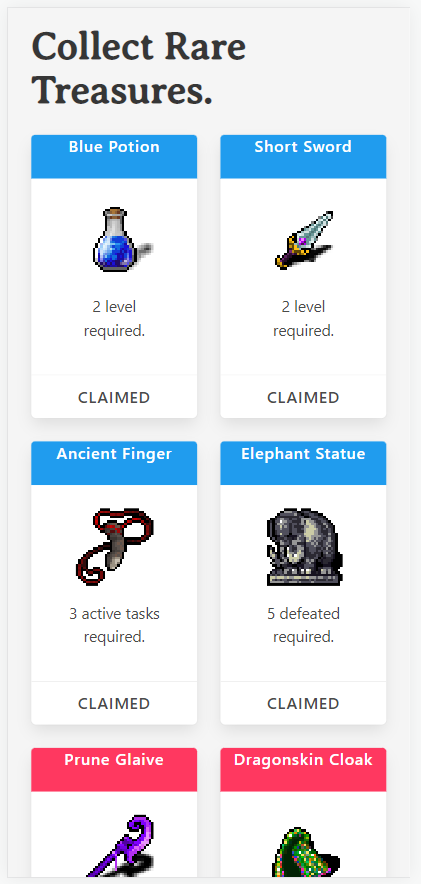 Collect Rare
Treasures.
Blue Potion
2 level
required.
CLAIMED
Short Sword
2 level
required.
CLAIMED
Ancient Finger
3 active tasks
required.
CLAIMED
Elephant Statue
5 defeated
required.
CLAIMED
Prune Glaive
Dragonskin Cloak